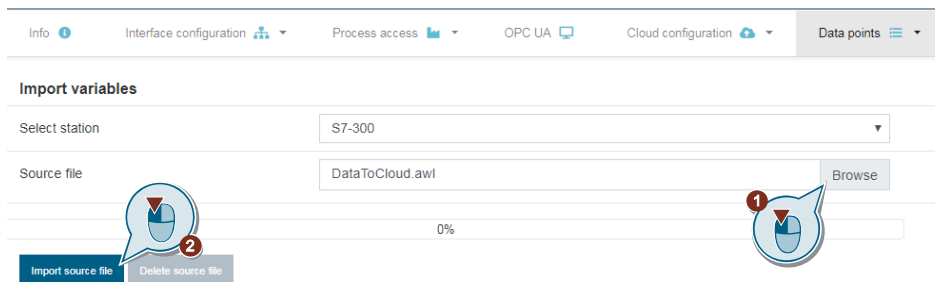 Info Interface configuration Process access OPC UA Cloud configuration Data points
Import variables
Select station S7-300
Source file DataToCloud.awl Browse
1
0%
2
Import source file Delete source file